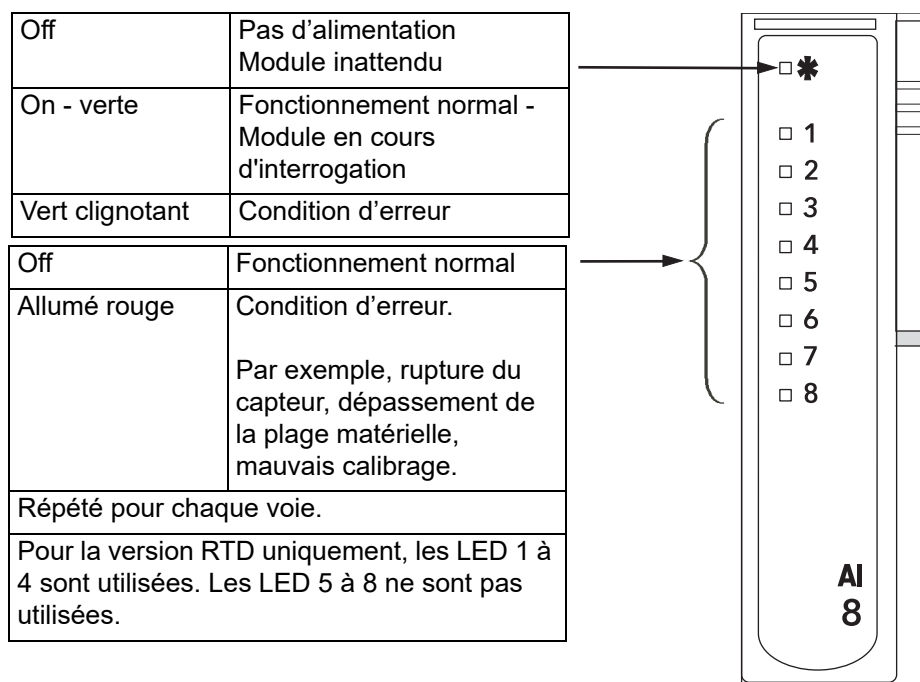 Off
Pas d’alimentation
Module inattendu
On - verte
Fonctionnement normal -
Module en cours
d'interrogation
Vert clignotant
Condition d’erreur
Off
Fonctionnement normal
Allumé rouge
Condition d’erreur.
Par exemple, rupture du
capteur, dépassement de
la plage matérielle,
mauvais calibrage.
Répété pour chaque voie.
Pour la version RTD uniquement, les LED 1 à
4 sont utilisées. Les LED 5 à 8 ne sont pas
utilisées.
✱
1
2
3
4
5
6
7
8
AI
8